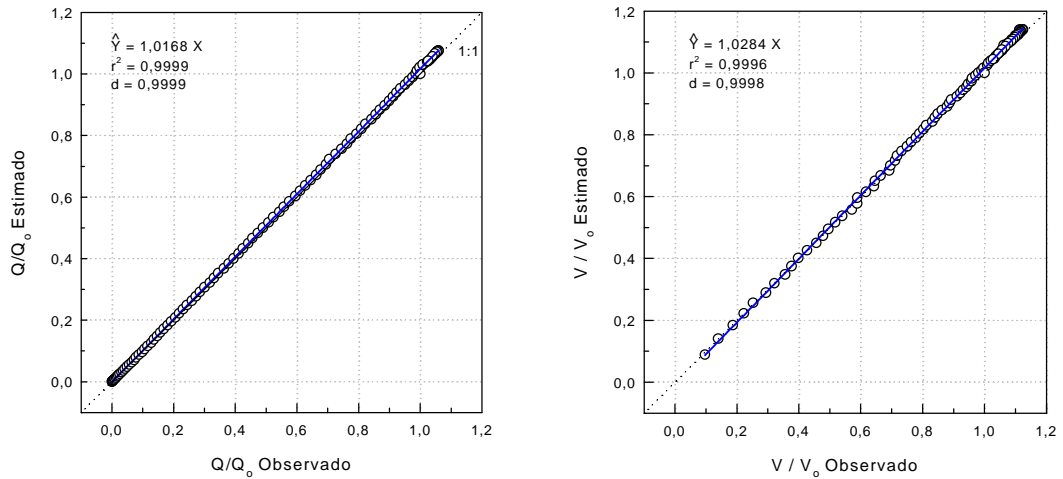 1,2
1,0
0,8
0,6
0,4
0,2
0,0
Q/Qₒ Estimado
Ŷ = 1,0168 X
r² = 0,9999
d = 0,9999
1:1
0,0 0,2 0,4 0,6 0,8 1,0 1,2
Q/Qₒ Observado
1,2
1,0
0,8
0,6
0,4
0,2
0,0
V / Vₒ Estimado
Ŷ = 1,0284 X
r² = 0,9996
d = 0,9998
0,0 0,2 0,4 0,6 0,8 1,0 1,2
V / Vₒ Observado